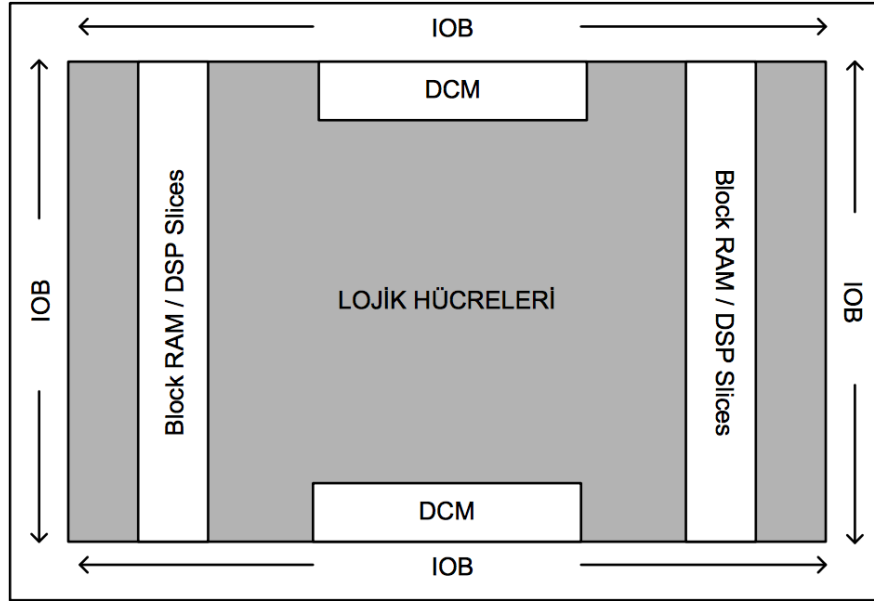 IOB
DCM
Block RAM / DSP Slices
Block RAM / DSP Slices
IOB
LOJİK HÜCRELERİ
IOB
DCM
IOB